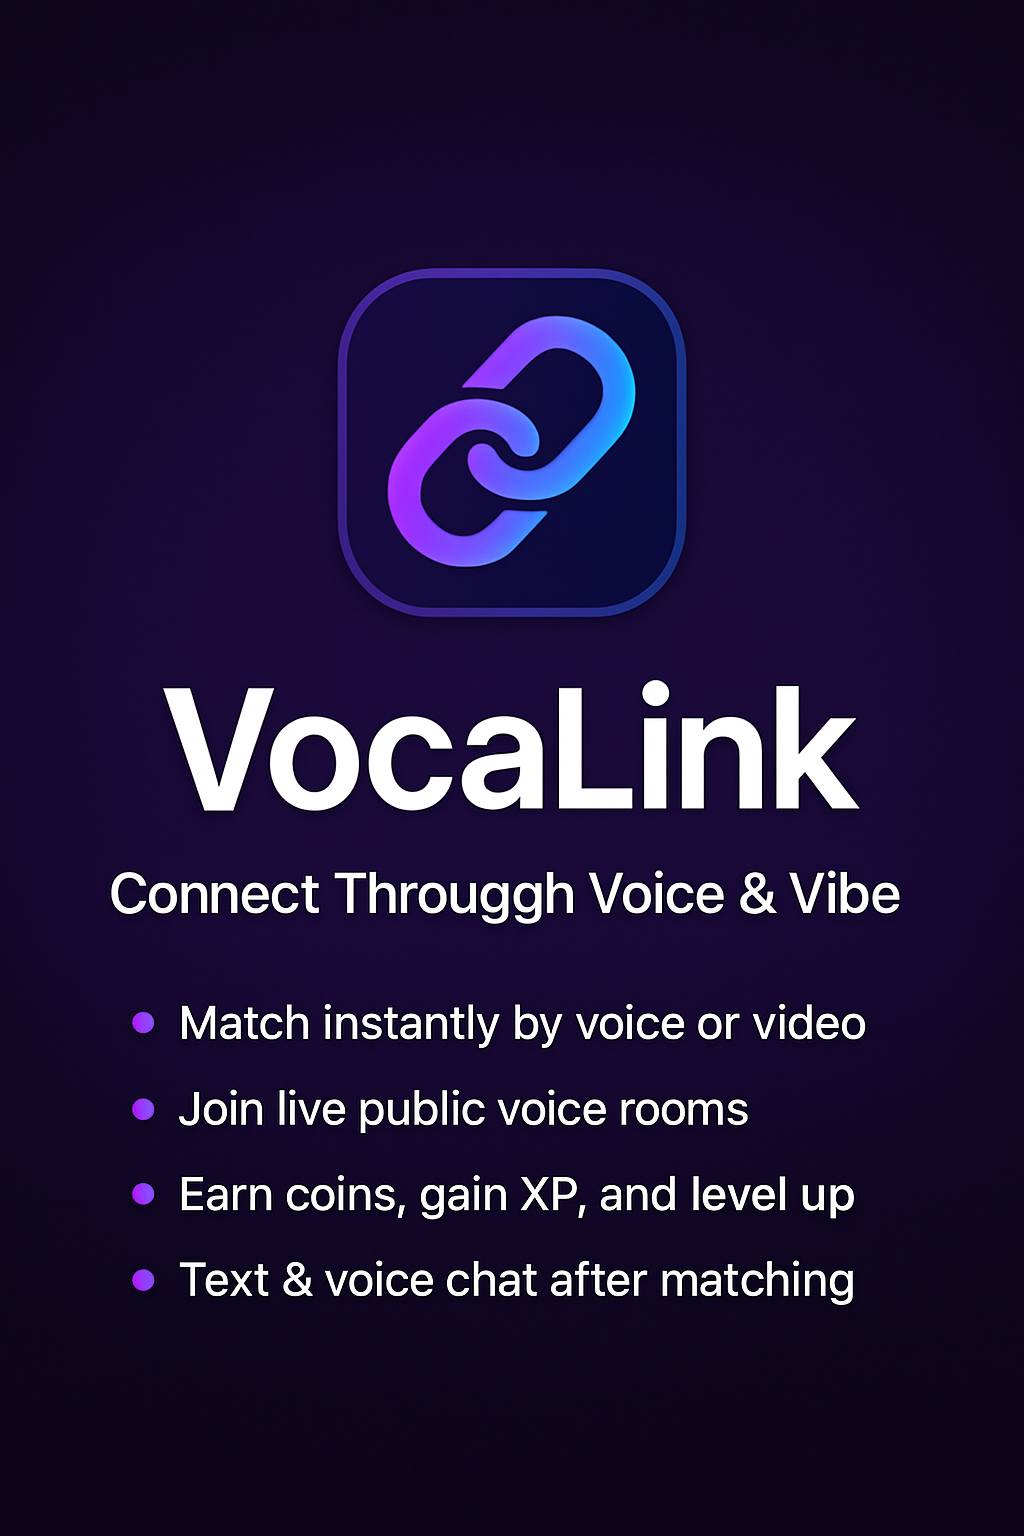 VocaLink
Connect Througgh Voice & Vibe
Match instantly by voice or video
Join live public voice rooms
Earn coins, gain XP, and level up
Text & voice chat after matching